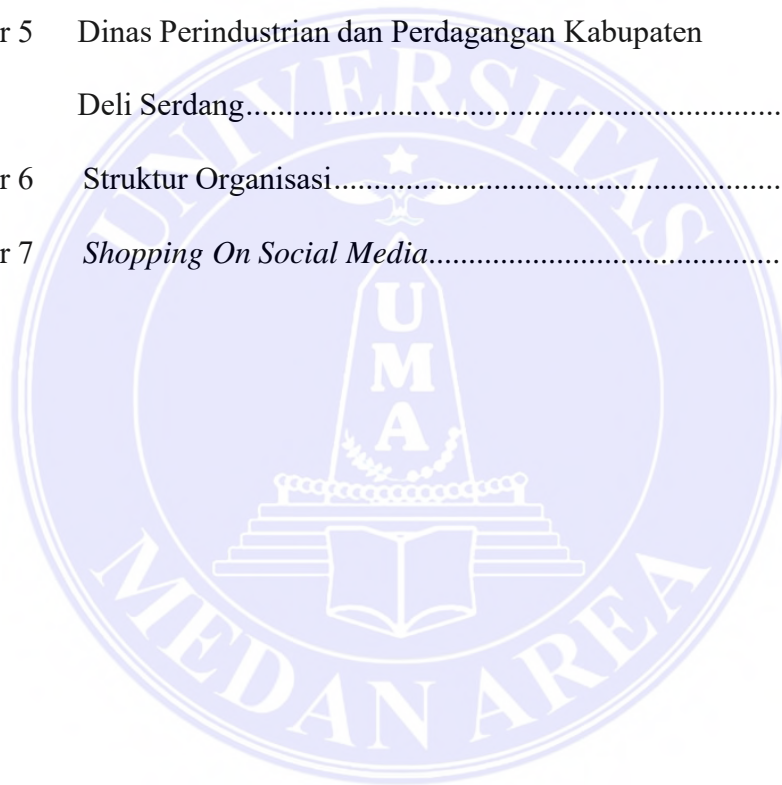 r 5 Dinas Perindustrian dan Perdagangan Kabupaten
Deli Serdang..........................................................................
r 6 Struktur Organisasi..............................................................
r 7 Shopping On Social Media..................................................
UNIVERSITAS
UMA
MEDAN AREA